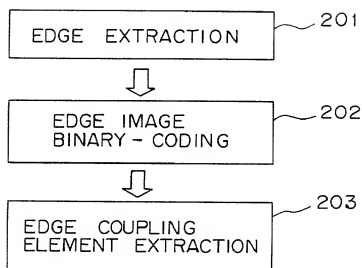 EDGE EXTRACTION
201
EDGE IMAGE
BINARY - CODING
202
EDGE COUPLING
ELEMENT EXTRACTION
203